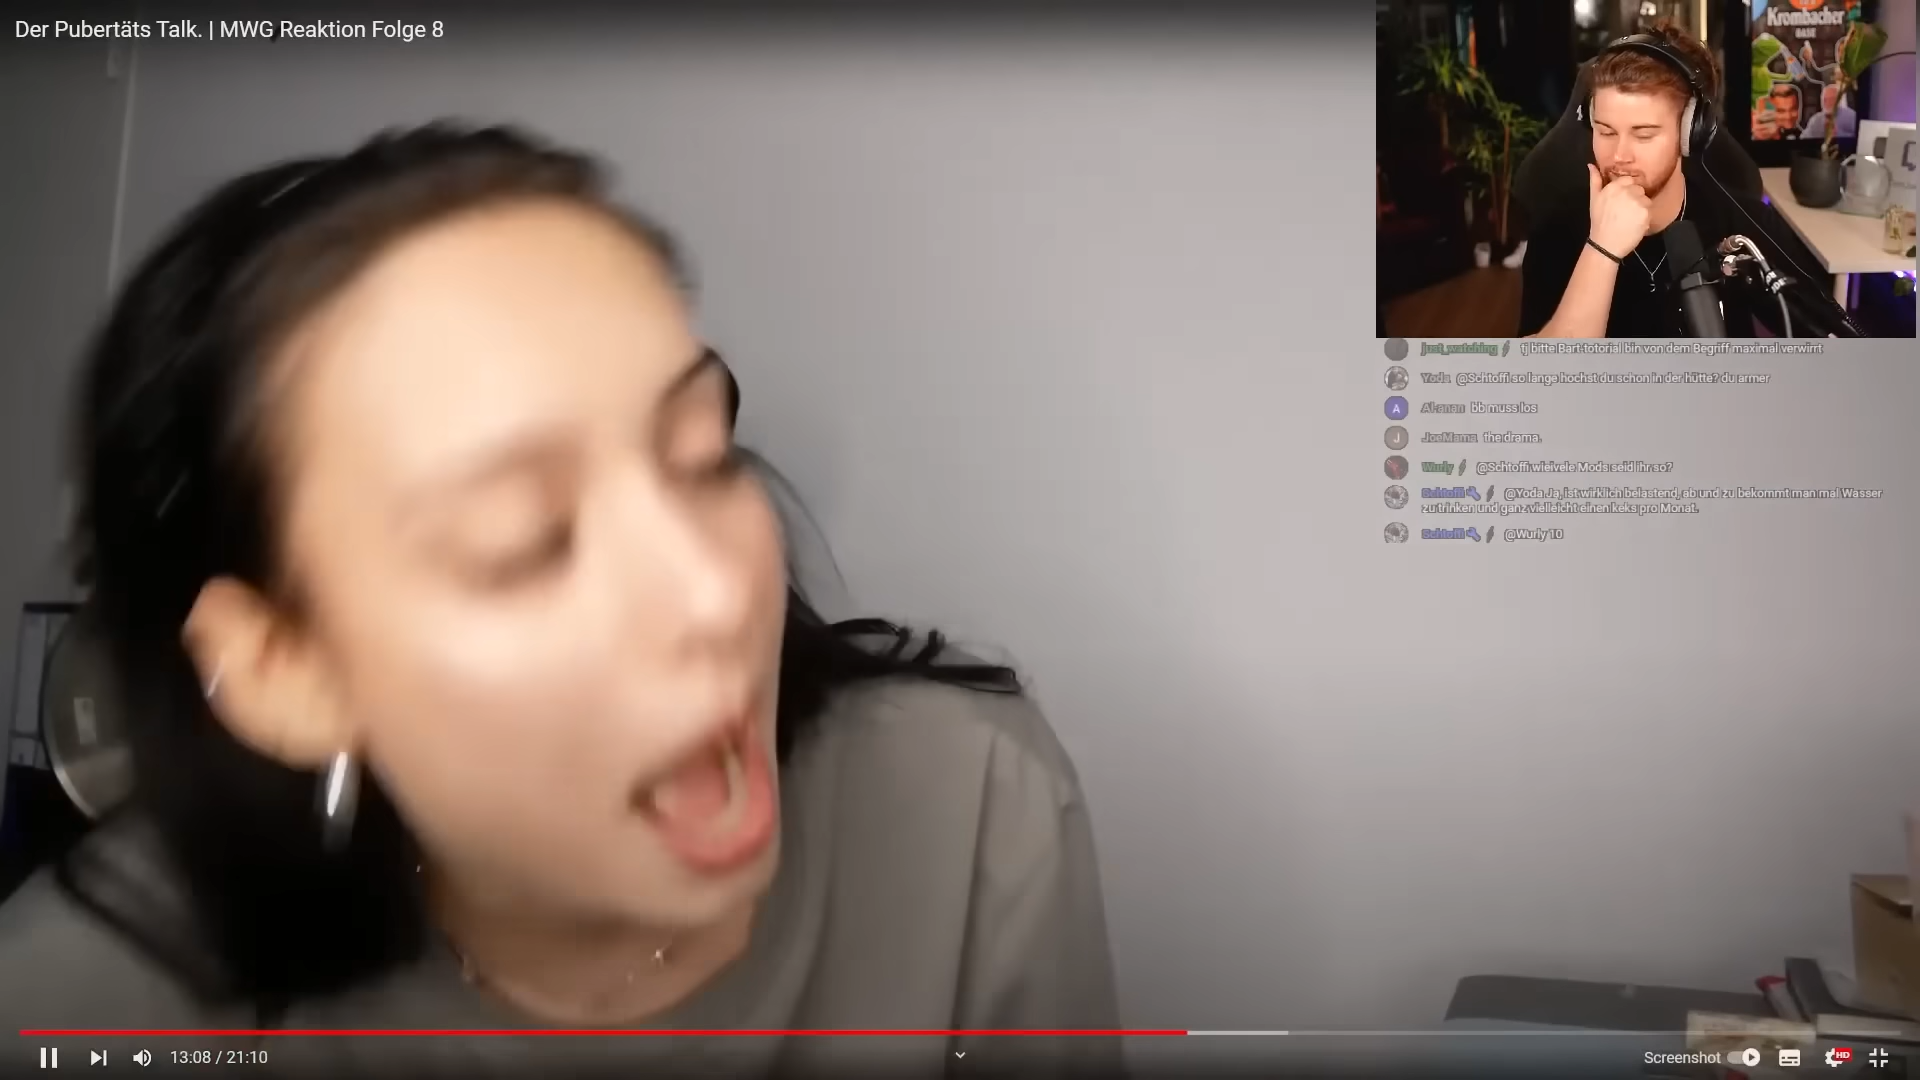 Der Pubertäts Talk. | MWG Reaktion Folge 8
Krombacher
just_watching tj bitte Bart-totorial bin von dem Begriff maximal verwirrt
Yoda @Schtoffi so lange hockst du schon in der hütte? du armer
A bb muss los
J JoeMama the drama.
Wurly @Schtoffi wieivele Mods seid ihr so?
Schtoffi @Yoda Ja, ist wirklich belastend, ab und zu bekommt man mal Wasser
zu trinken und ganz vielleicht einen keks pro Monat.
Schtoffi @Wurly 10
13:08 / 21:10
Screenshot
HD